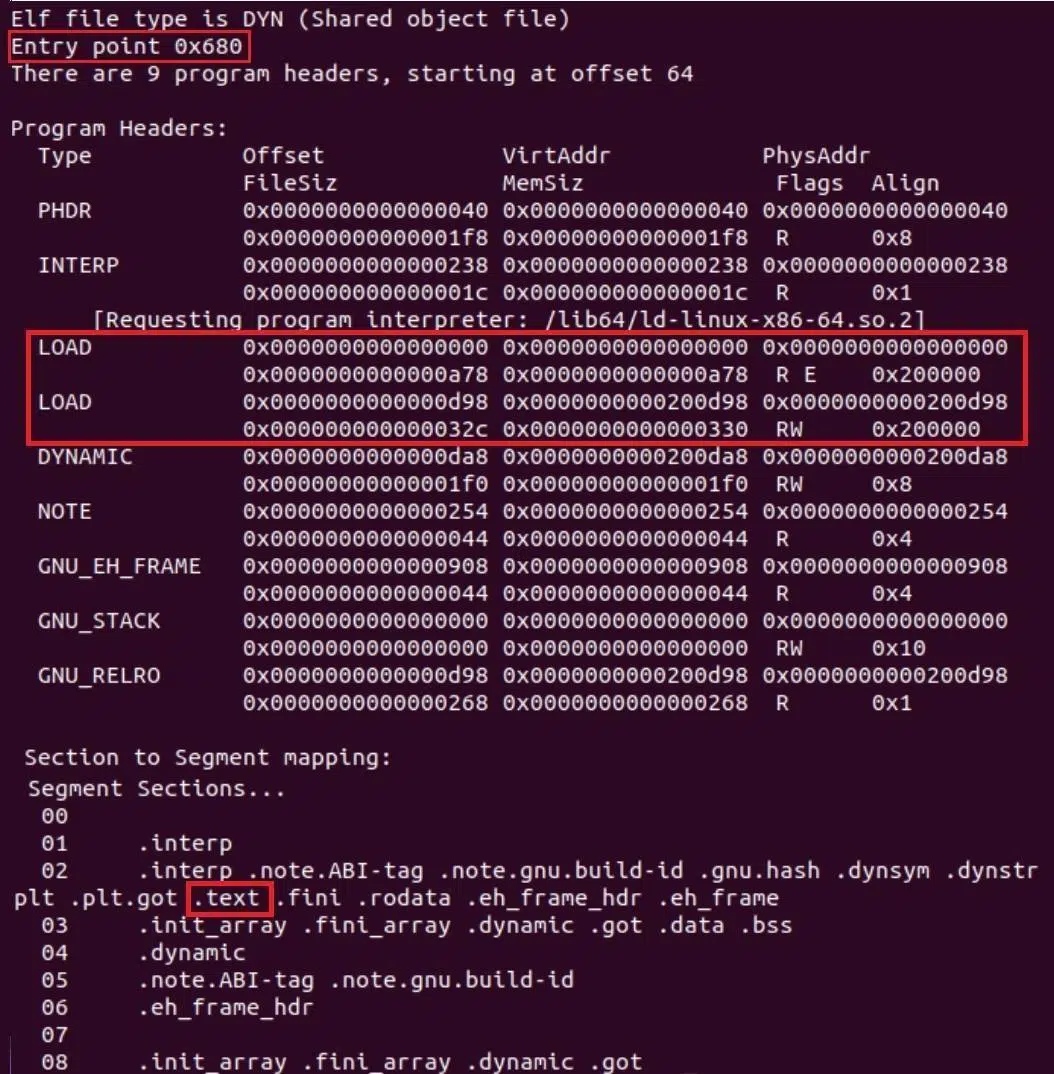 Elf file type is DYN (Shared object file)
Entry point 0x680
There are 9 program headers, starting at offset 64
Program Headers:
Type Offset VirtAddr PhysAddr
FileSiz MemSiz Flags Align
PHDR 0x0000000000000040 0x0000000000000040 0x0000000000000040
0x00000000000001f8 0x00000000000001f8 R 0x8
INTERP 0x0000000000000238 0x0000000000000238 0x0000000000000238
0x000000000000001c 0x000000000000001c R 0x1
[Requesting program interpreter: /lib64/ld-linux-x86-64.so.2]
LOAD 0x0000000000000000 0x0000000000000000 0x0000000000000000
0x0000000000000a78 0x0000000000000a78 R E 0x200000
LOAD 0x0000000000000d98 0x0000000000200d98 0x0000000000200d98
0x000000000000032c 0x0000000000000330 RW 0x200000
DYNAMIC 0x0000000000000da8 0x0000000000200da8 0x0000000000200da8
0x00000000000001f0 0x00000000000001f0 RW 0x8
NOTE 0x0000000000000254 0x0000000000000254 0x0000000000000254
0x0000000000000044 0x0000000000000044 R 0x4
GNU_EH_FRAME 0x0000000000000908 0x0000000000000908 0x0000000000000908
0x0000000000000044 0x0000000000000044 R 0x4
GNU_STACK 0x0000000000000000 0x0000000000000000 0x0000000000000000
0x0000000000000000 0x0000000000000000 RW 0x10
GNU_RELRO 0x0000000000000d98 0x0000000000200d98 0x0000000000200d98
0x0000000000000268 0x0000000000000268 R 0x1
Section to Segment mapping:
Segment Sections...
00
01 .interp
02 .interp .note.ABI-tag .note.gnu.build-id .gnu.hash .dynsym .dynstr
plt .plt.got .text .fini .rodata .eh_frame_hdr .eh_frame
03 .init_array .fini_array .dynamic .got .data .bss
04 .dynamic
05 .note.ABI-tag .note.gnu.build-id
06 .eh_frame_hdr
07
08 .init_array .fini_array .dynamic .got